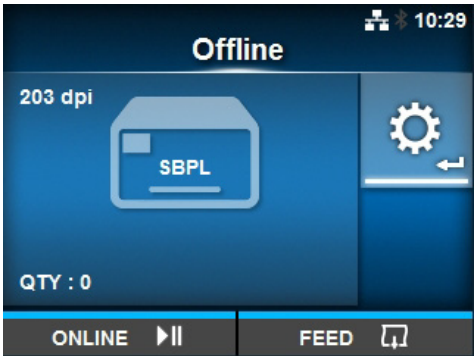 10:29
Offline
203 dpi
SBPL
QTY : 0
ONLINE FEED